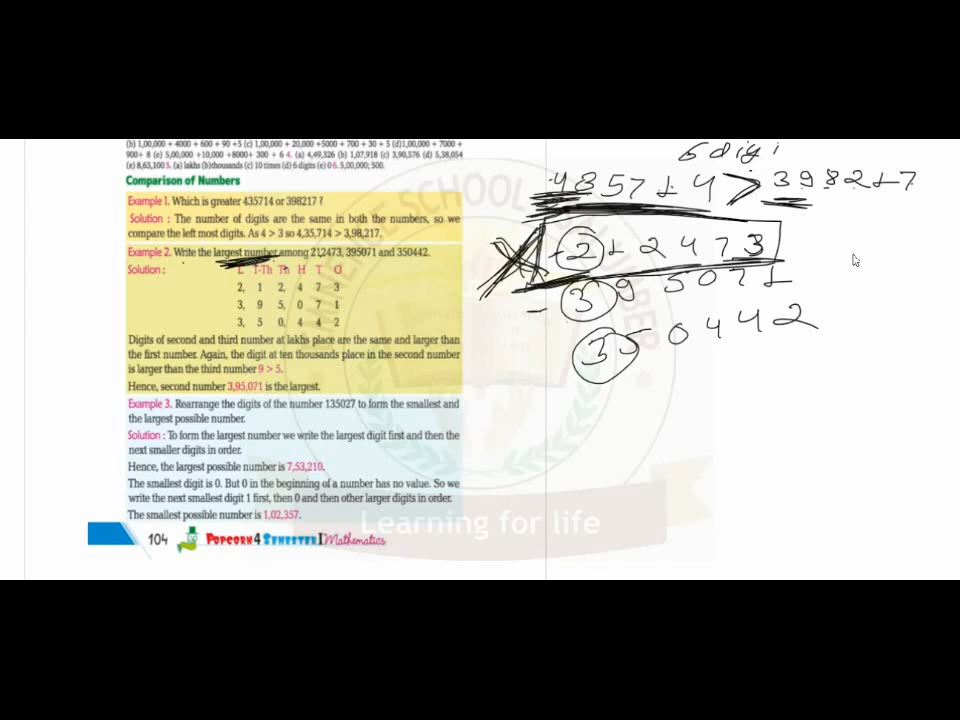 (b) 1,00,000 + 4000 + 600 + 90 +5 (c) 1,00,000 + 20,000 +5000 + 700 + 30 + 5 (d)1,00,000 + 7000 +
900+ 8 (e) 5,00,000 +10,000 +8000+ 300 + 6 4. (a) 4,49,326 (b) 1,07,918 (c) 3,90,576 (d) 5,38,054
(e) 8,63,100 5. (a) lakhs (b)thousands (c) 10 times (d) 6 digits (e) 0 6. 5,00,000; 500.
Comparison of Numbers
Example 1. Which is greater 435714 or 398217 ?
Solution : The number of digits are the same in both the numbers, so we
compare the left most digits. As 4 > 3 so 4,35,714 > 3,98,217.
Example 2. Write the largest number among 212473, 395071 and 350442.
Solution : L T-Th Th H T O
2, 1 2, 4 7 3
3, 9 5, 0 7 1
3, 5 0, 4 4 2
Digits of second and third number at lakhs place are the same and larger than
the first number. Again, the digit at ten thousands place in the second number
is larger than the third number 9 > 5.
Hence, second number 3,95,071 is the largest.
Example 3. Rearrange the digits of the number 135027 to form the smallest and
the largest possible number.
Solution : To form the largest number we write the largest digit first and then the
next smaller digits in order.
Hence, the largest possible number is 7,53,210.
The smallest digit is 0. But 0 in the beginning of a number has no value. So we
write the next smallest digit 1 first, then 0 and then other larger digits in order.
The smallest possible number is 1,02,357.
104 POPCORN 4 SEMESTER I Mathematics
6 digi
485714 > 398217
212473
395071
350442
Learning for life